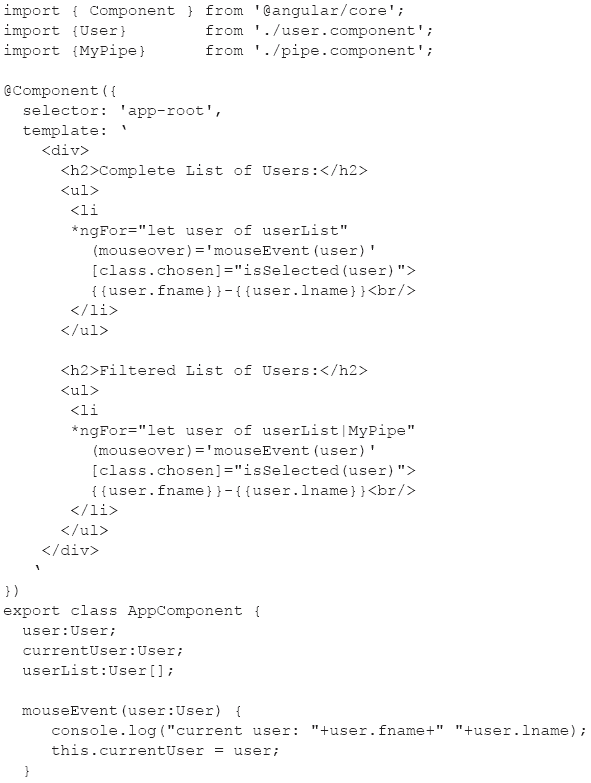 import { Component } from '@angular/core';
import {User}        from './user.component';
import {MyPipe}      from './pipe.component';

@Component({
  selector: 'app-root',
  template: ‘
    <div>
      <h2>Complete List of Users:</h2>
      <ul>
       <li
       *ngFor="let user of userList"
         (mouseover)='mouseEvent(user)'
         [class.chosen]="isSelected(user)">
         {{user.fname}}-{{user.lname}}<br/>
       </li>
      </ul>

      <h2>Filtered List of Users:</h2>
      <ul>
       <li
       *ngFor="let user of userList|MyPipe"
         (mouseover)='mouseEvent(user)'
         [class.chosen]="isSelected(user)">
         {{user.fname}}-{{user.lname}}<br/>
       </li>
      </ul>
    </div>
   ‘
})
export class AppComponent {
  user:User;
  currentUser:User;
  userList:User[];

  mouseEvent(user:User) {
     console.log("current user: "+user.fname+" "+user.lname);
     this.currentUser = user;
  }